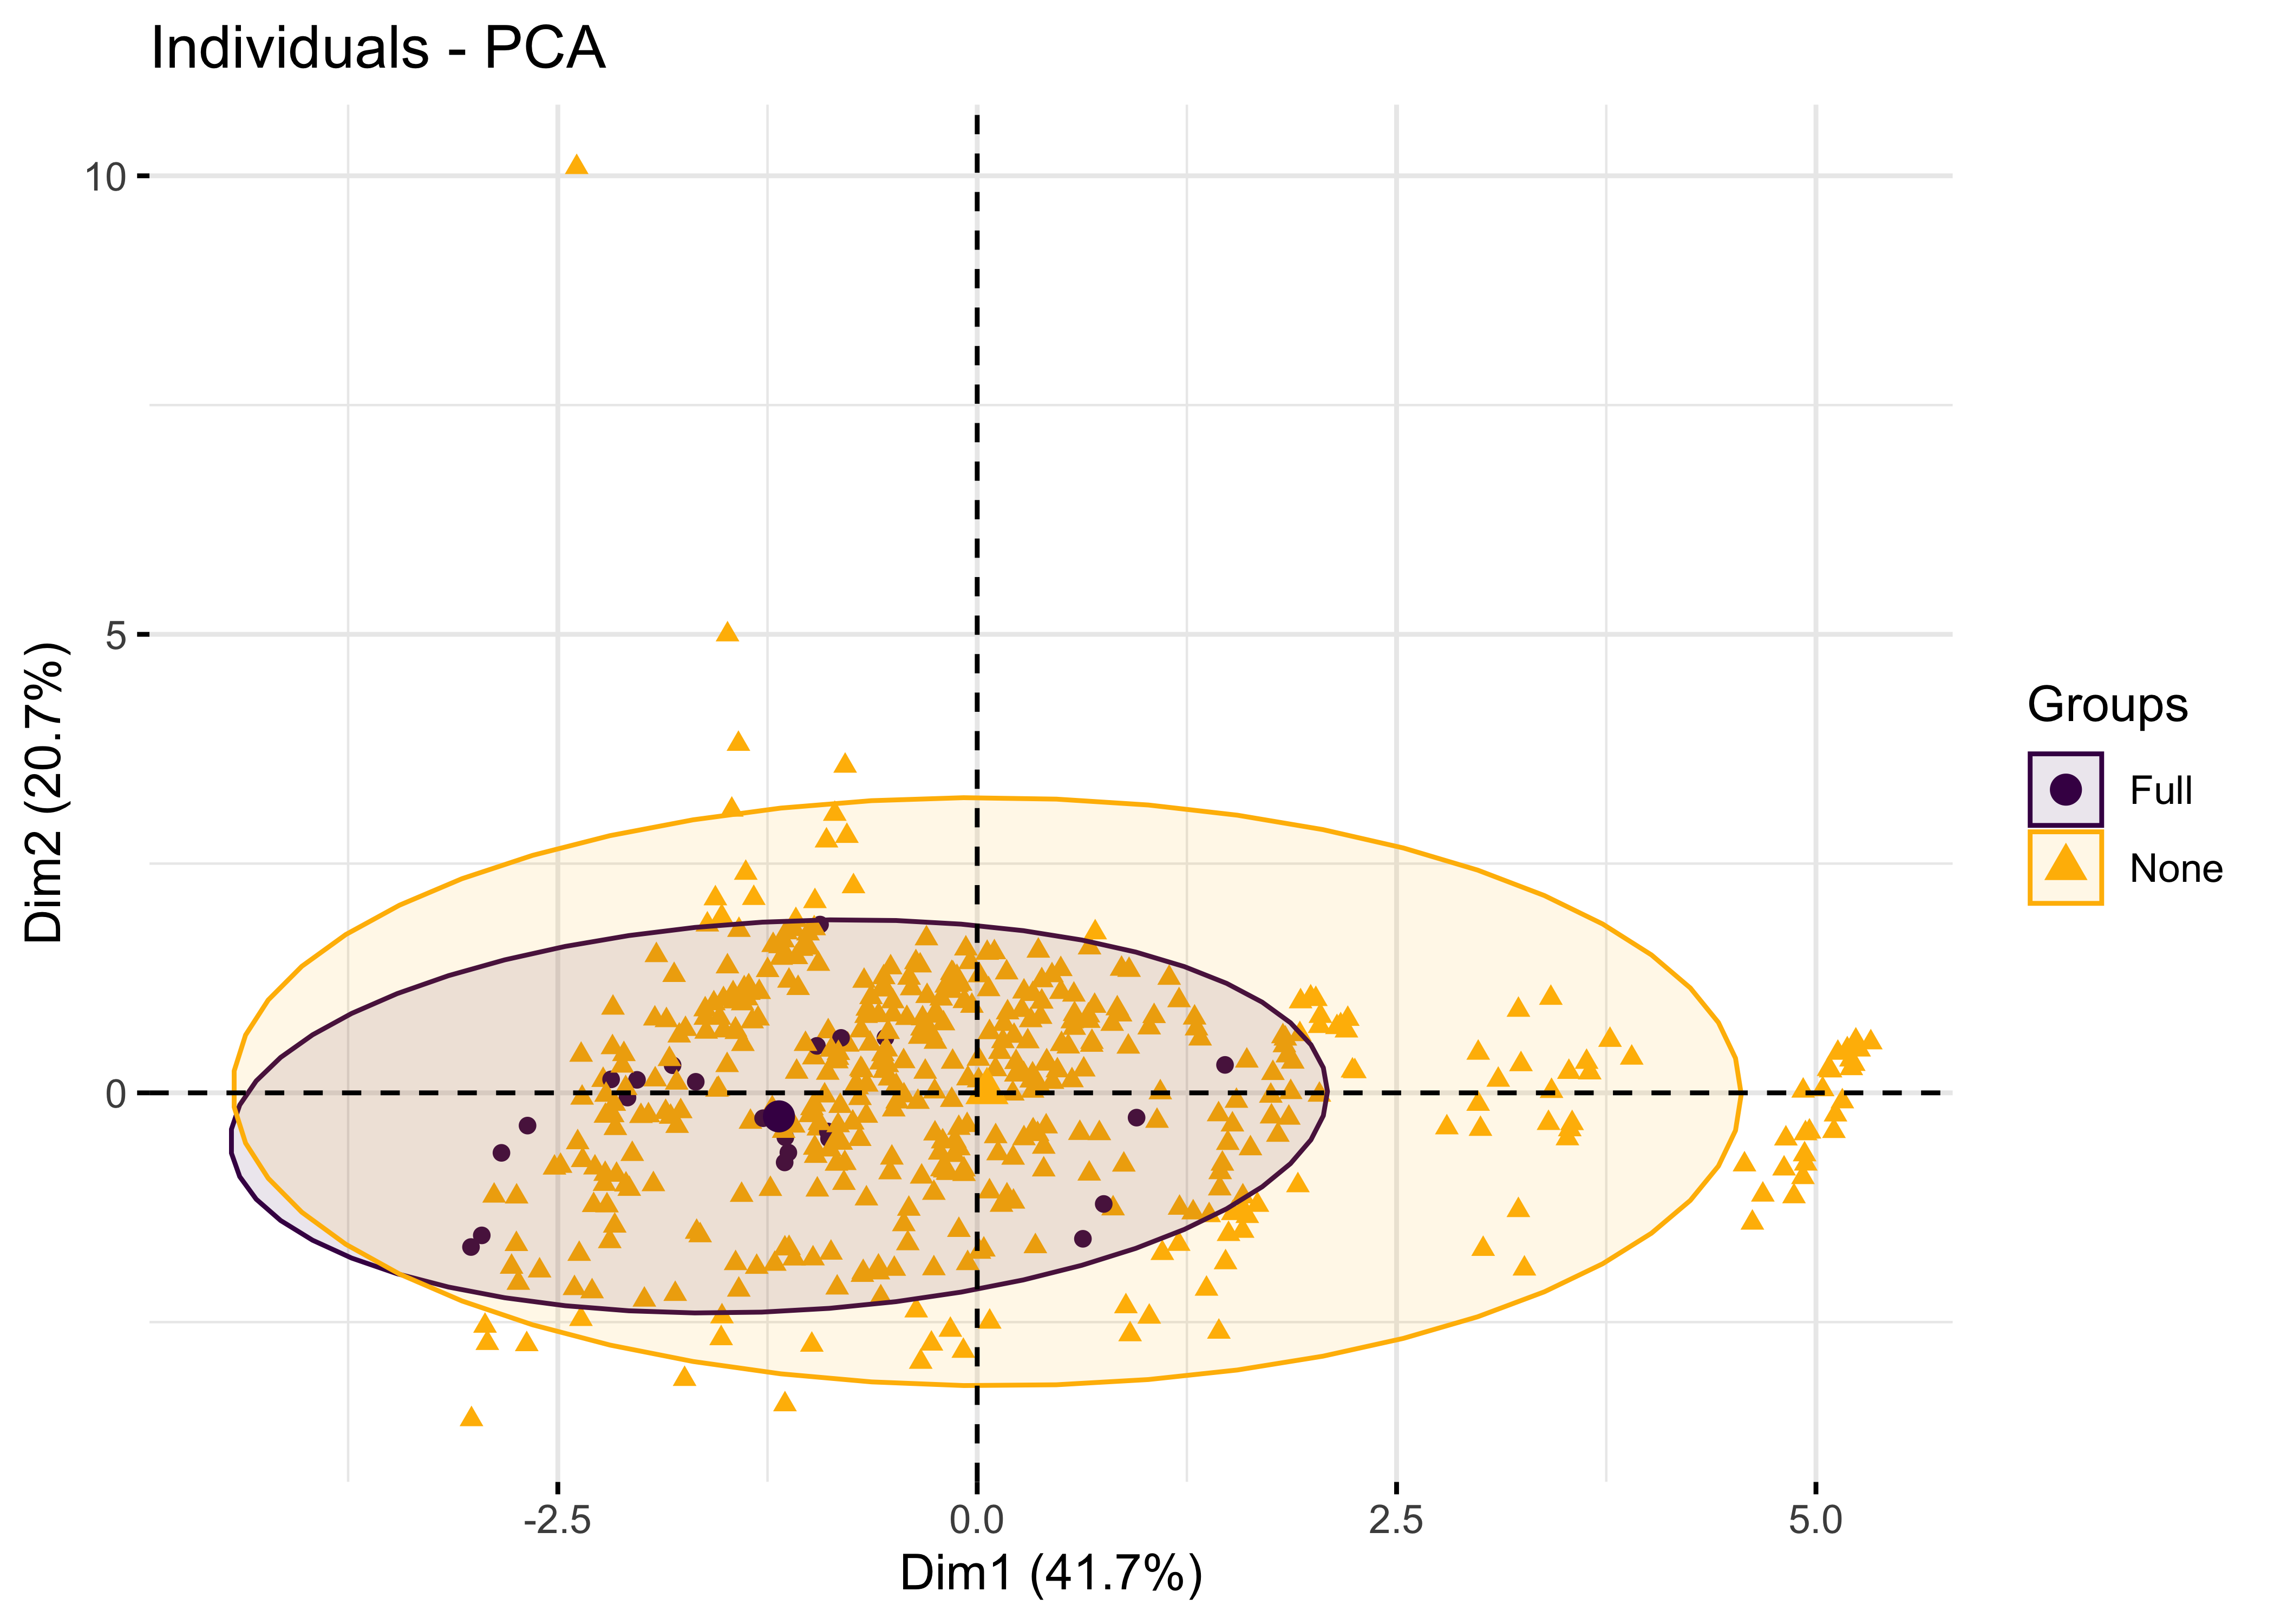 Individuals - PCA
10
5
0
Dim2 (20.7%)
-2.5
0.0
2.5
5.0
Dim1 (41.7%)
Groups
Full
None